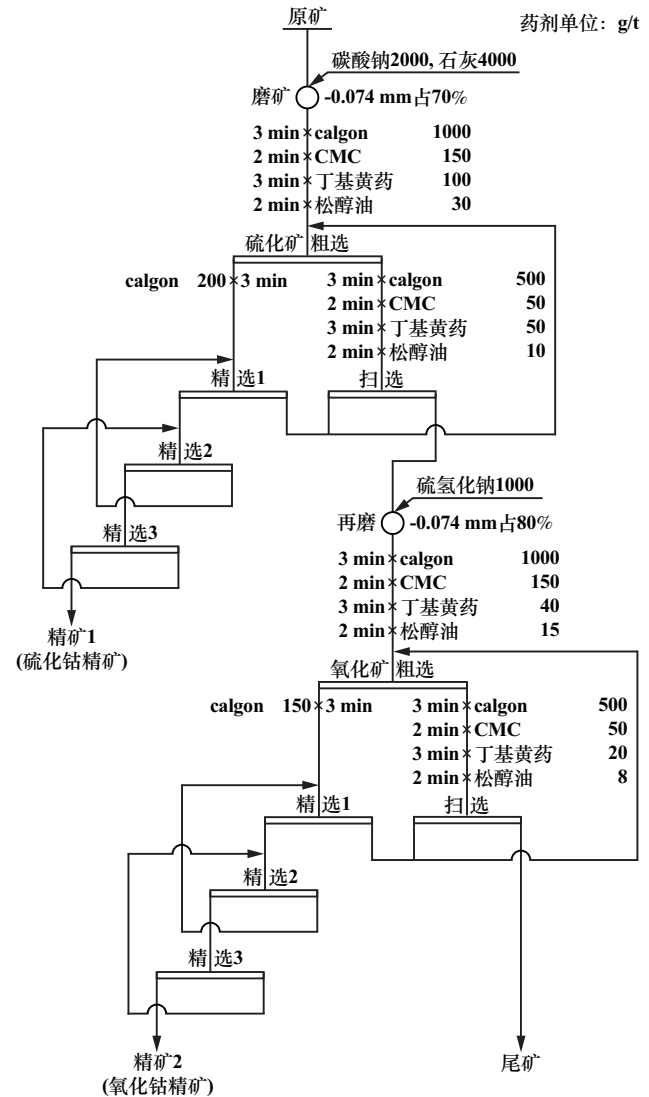 原矿
药剂单位：g/t
碳酸钠2000, 石灰4000
磨矿 -0.074 mm占70%
3 min calgon 1000
2 min CMC 150
3 min 丁基黄药 100
2 min 松醇油 30
硫化矿 粗选
calgon 200 3 min
3 min calgon 500
2 min CMC 50
3 min 丁基黄药 50
2 min 松醇油 10
精选1
扫选
精选2
硫氢化钠1000
再磨 -0.074 mm占80%
精选3
3 min calgon 1000
2 min CMC 150
3 min 丁基黄药 40
2 min 松醇油 15
精矿1
(硫化钴精矿)
氧化矿 粗选
calgon 150 3 min
3 min calgon 500
2 min CMC 50
3 min 丁基黄药 20
2 min 松醇油 8
精选1
扫选
精选2
精选3
精矿2
(氧化钴精矿)
尾矿